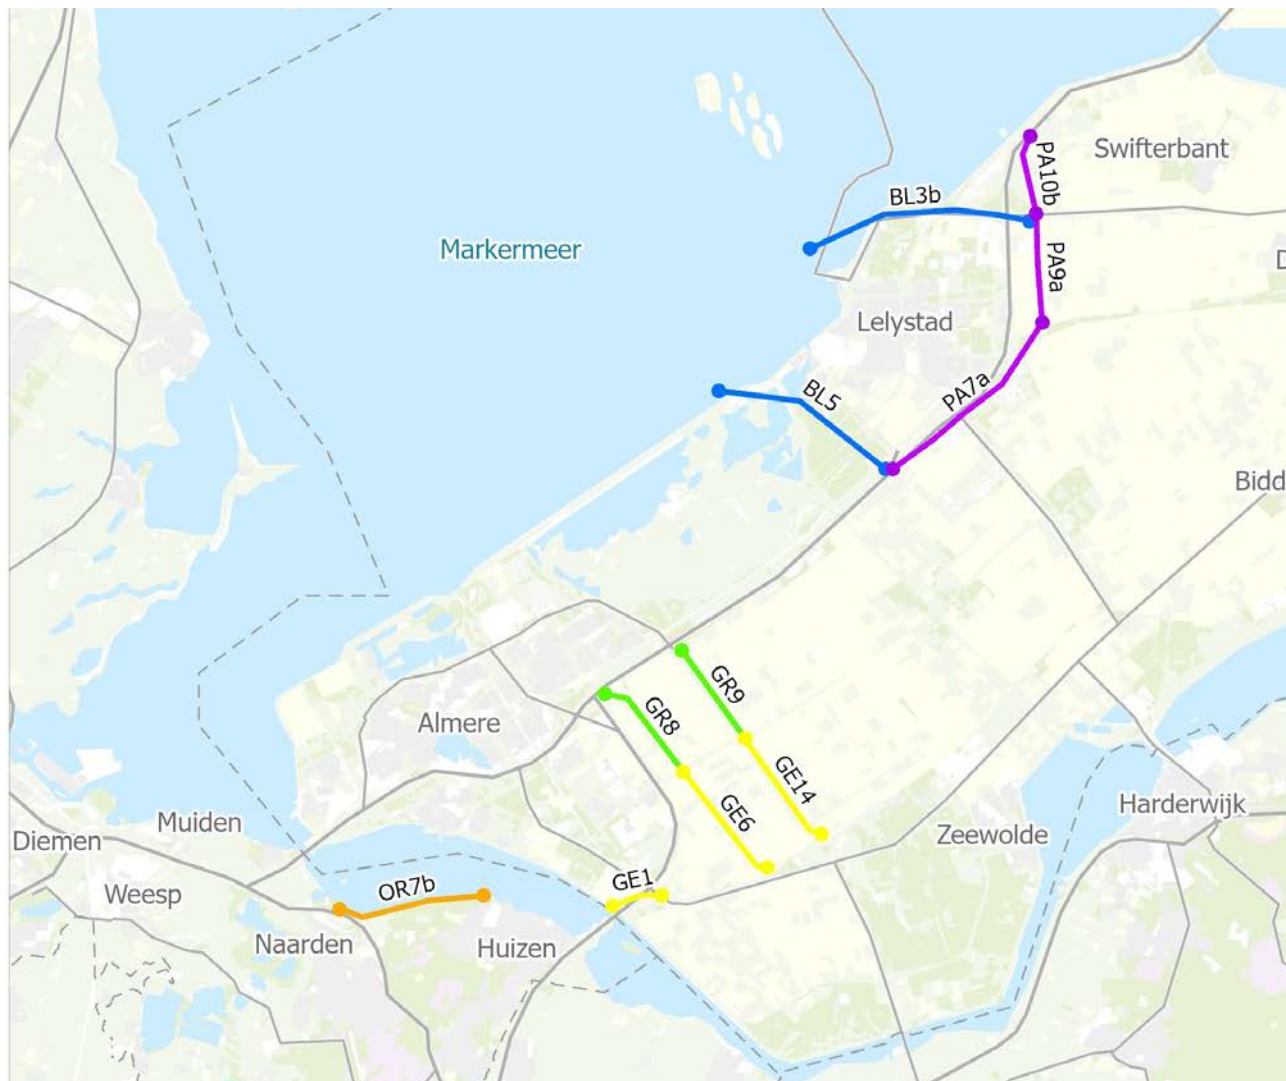 Swifterbant
PA10b
BL3b
Markermeer
PA9a
D
Lelystad
PA7a
BL5
Bidd
GR9
GR8
Almere
GE14
GE6
Harderwijk
Muiden
Diemen
Zeewolde
GE1
OR7b
Weesp
Naarden
Huizen